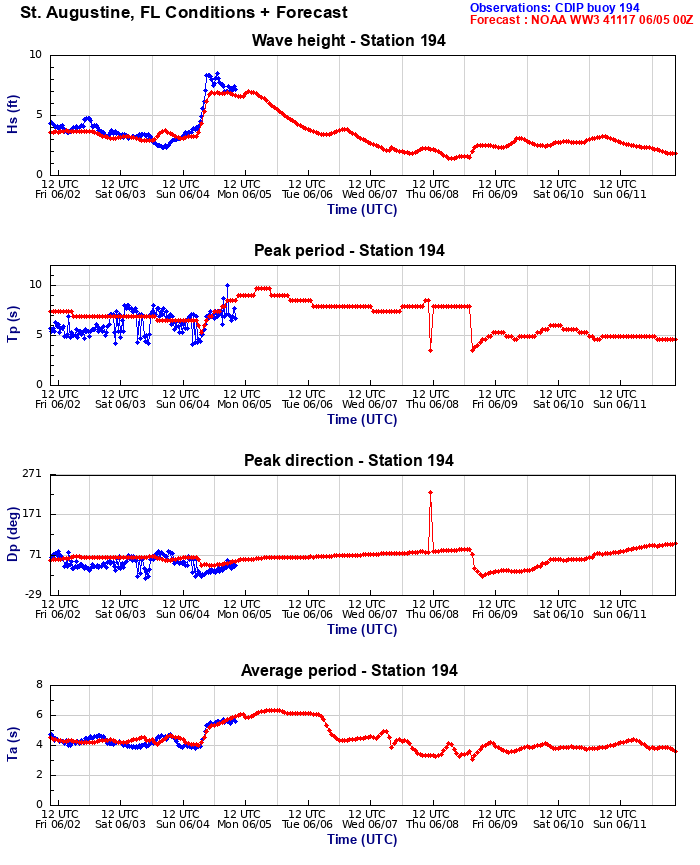 St. Augustine, FL Conditions + Forecast
Observations: CDIP buoy 194
Forecast : NOAA WW3 41117 06/05 00Z
Wave height - Station 194
Hs (ft)
10
5
0
12 UTC 12 UTC 12 UTC 12 UTC 12 UTC 12 UTC 12 UTC 12 UTC 12 UTC 12 UTC
Fri 06/02 Sat 06/03 Sun 06/04 Mon 06/05 Tue 06/06 Wed 06/07 Thu 06/08 Fri 06/09 Sat 06/10 Sun 06/11
Time (UTC)
Peak period - Station 194
Tp (s)
10
5
0
12 UTC 12 UTC 12 UTC 12 UTC 12 UTC 12 UTC 12 UTC 12 UTC 12 UTC 12 UTC
Fri 06/02 Sat 06/03 Sun 06/04 Mon 06/05 Tue 06/06 Wed 06/07 Thu 06/08 Fri 06/09 Sat 06/10 Sun 06/11
Time (UTC)
Peak direction - Station 194
Dp (deg)
271
171
71
-29
12 UTC 12 UTC 12 UTC 12 UTC 12 UTC 12 UTC 12 UTC 12 UTC 12 UTC 12 UTC
Fri 06/02 Sat 06/03 Sun 06/04 Mon 06/05 Tue 06/06 Wed 06/07 Thu 06/08 Fri 06/09 Sat 06/10 Sun 06/11
Time (UTC)
Average period - Station 194
Ta (s)
8
6
4
2
0
12 UTC 12 UTC 12 UTC 12 UTC 12 UTC 12 UTC 12 UTC 12 UTC 12 UTC 12 UTC
Fri 06/02 Sat 06/03 Sun 06/04 Mon 06/05 Tue 06/06 Wed 06/07 Thu 06/08 Fri 06/09 Sat 06/10 Sun 06/11
Time (UTC)